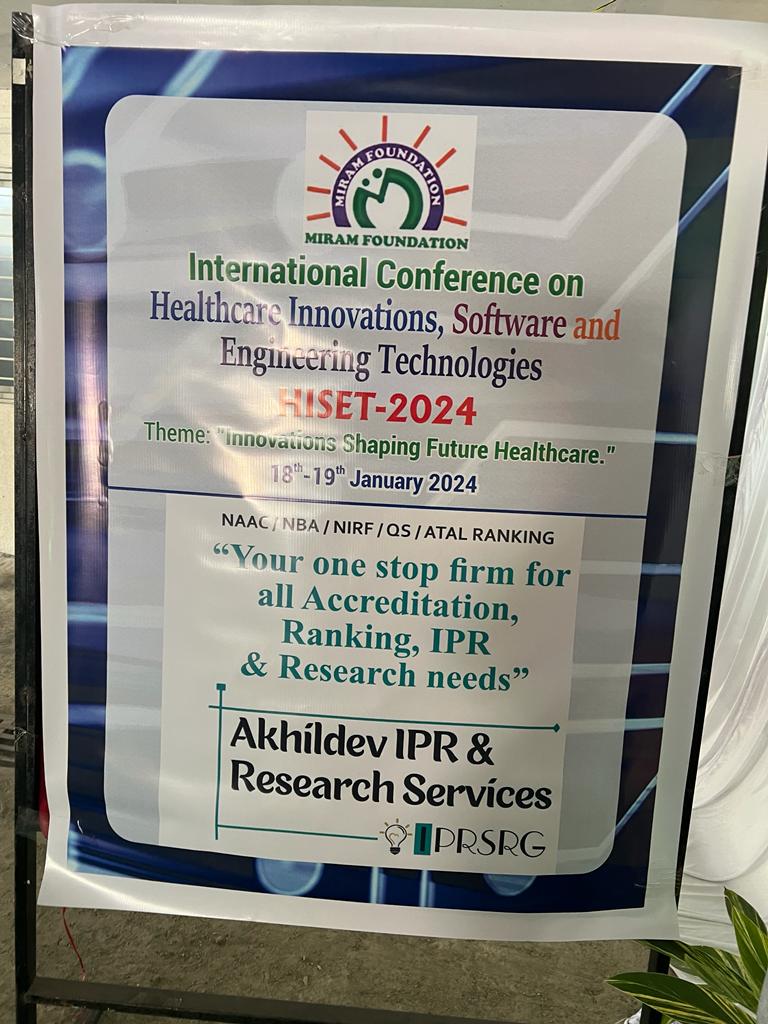 MIRAM FOUNDATION
MIRAM FOUNDATION
International Conference on
Healthcare Innovations, Software and
Engineering Technologies
HISET-2024
Theme: "Innovations Shaping Future Healthcare."
18th-19th January 2024
NAAC / NBA / NIRF / QS / ATAL RANKING
“Your one stop firm for
all Accreditation,
Ranking, IPR
& Research needs”
Akhildev IPR &
Research Services
IPRSRG